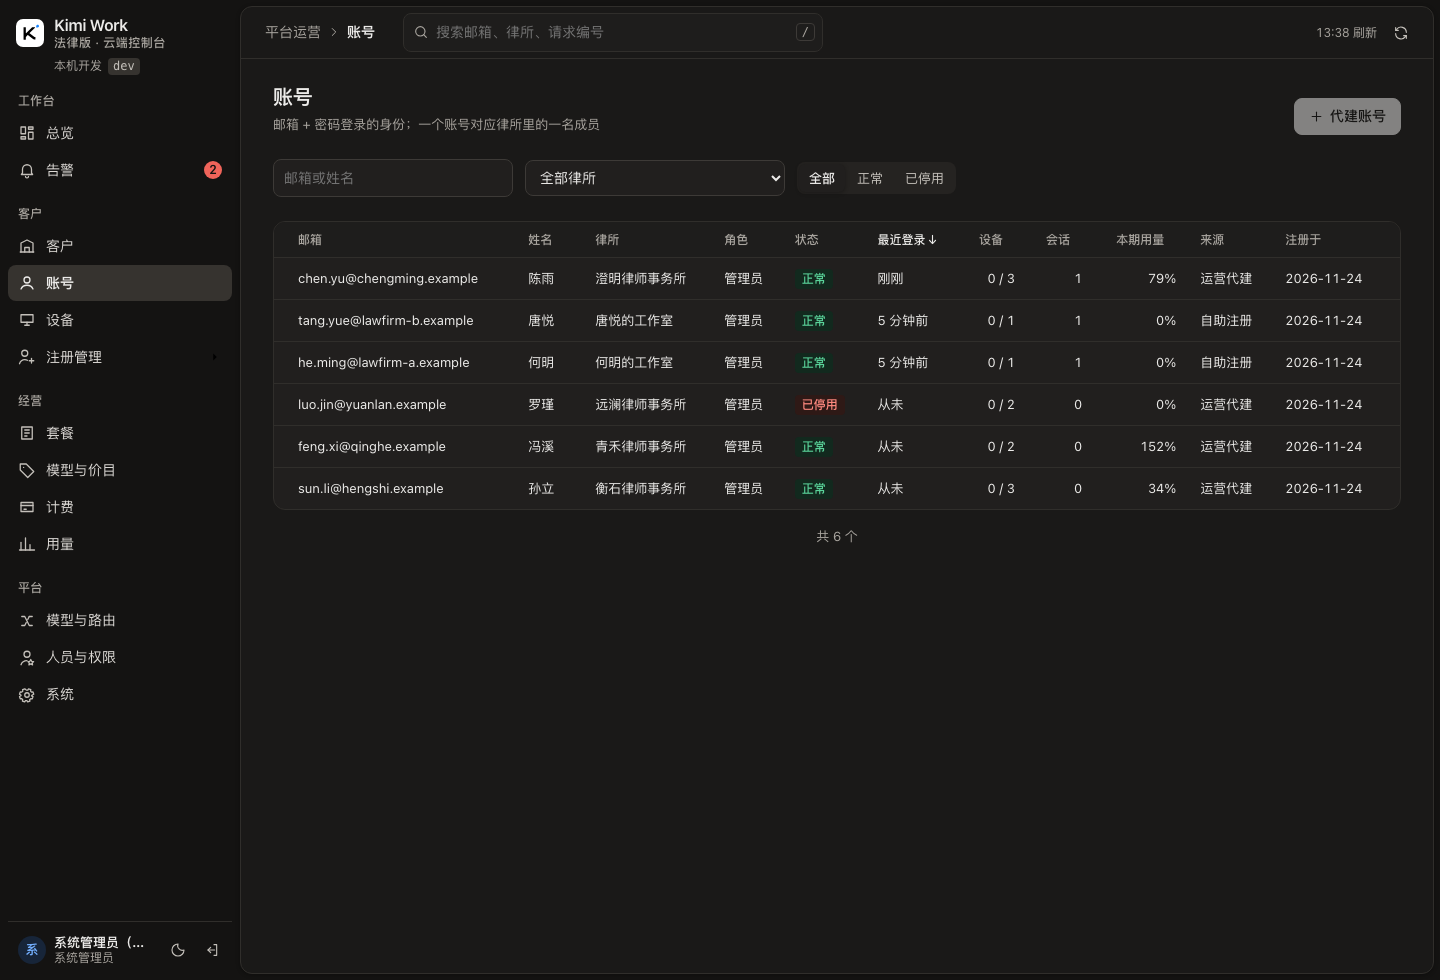 Kimi Work
法律版 · 云端控制台
本机开发 dev
工作台
总览
告警 2
客户
客户
账号
设备
注册管理
经营
套餐
模型与价目
计费
用量
平台
模型与路由
人员与权限
系统
系 系统管理员（...
系统管理员
平台运营 账号 搜索邮箱、律所、请求编号 / 13:38 刷新
账号
邮箱 + 密码登录的身份；一个账号对应律所里的一名成员
+ 代建账号
邮箱或姓名 全部律所 全部 正常 已停用
邮箱 姓名 律所 角色 状态 最近登录↓ 设备 会话 本期用量 来源 注册于
chen.yu@chengming.example 陈雨 澄明律师事务所 管理员 正常 刚刚 0 / 3 1 79% 运营代建 2026-11-24
tang.yue@lawfirm-b.example 唐悦 唐悦的工作室 管理员 正常 5 分钟前 0 / 1 1 0% 自助注册 2026-11-24
he.ming@lawfirm-a.example 何明 何明的工作室 管理员 正常 5 分钟前 0 / 1 1 0% 自助注册 2026-11-24
luo.jin@yuanlan.example 罗瑾 远澜律师事务所 管理员 已停用 从未 0 / 2 0 0% 运营代建 2026-11-24
feng.xi@qinghe.example 冯溪 青禾律师事务所 管理员 正常 从未 0 / 2 0 152% 运营代建 2026-11-24
sun.li@hengshi.example 孙立 衡石律师事务所 管理员 正常 从未 0 / 3 0 34% 运营代建 2026-11-24
共 6 个